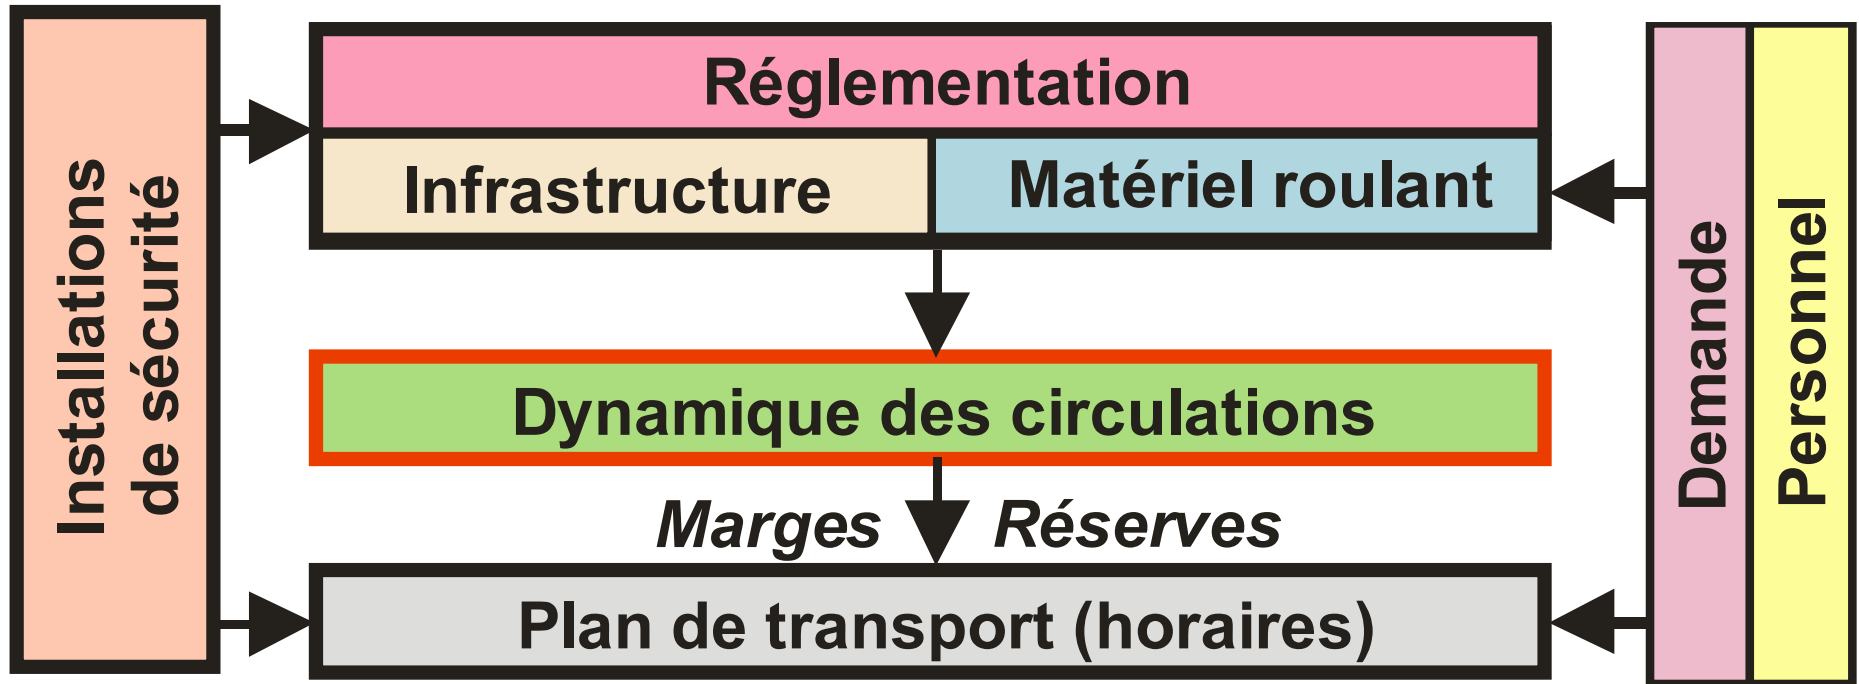 Installations
de sécurité
Réglementation
Infrastructure
Matériel roulant
Dynamique des circulations
Marges
Réserves
Plan de transport (horaires)
Demande
Personnel